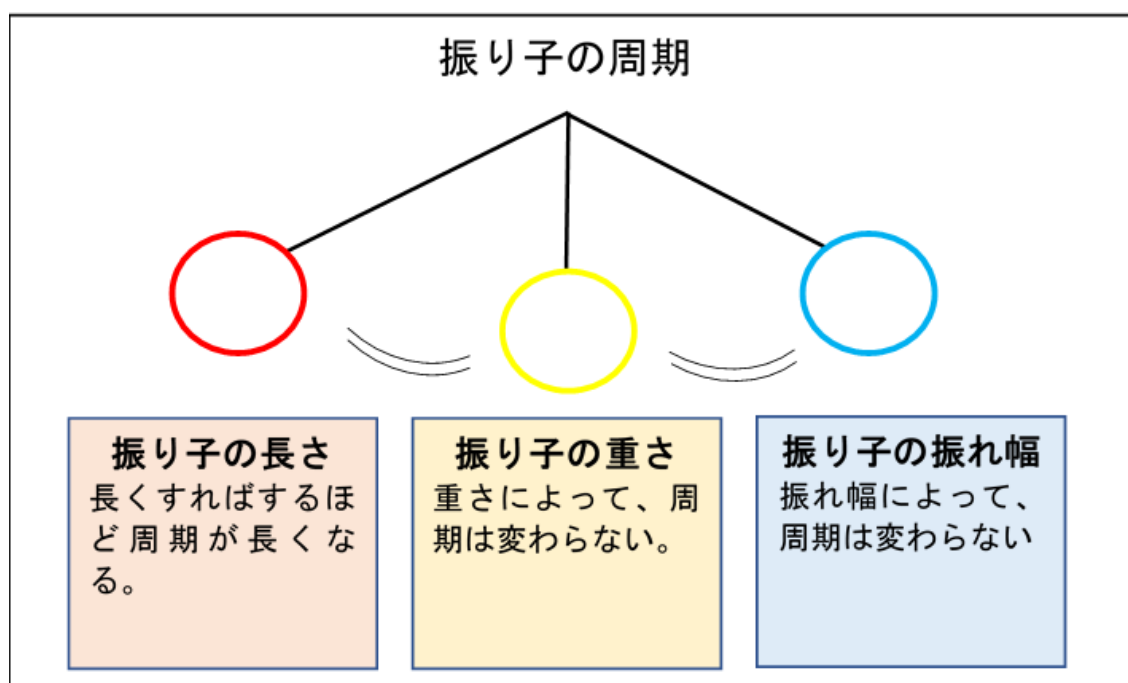 振り子の周期
振り子の長さ
長くすればするほ
ど周期が長くな
る。
振り子の重さ
重さによって、周
期は変わらない。
振り子の振れ幅
振れ幅によって、
周期は変わらない